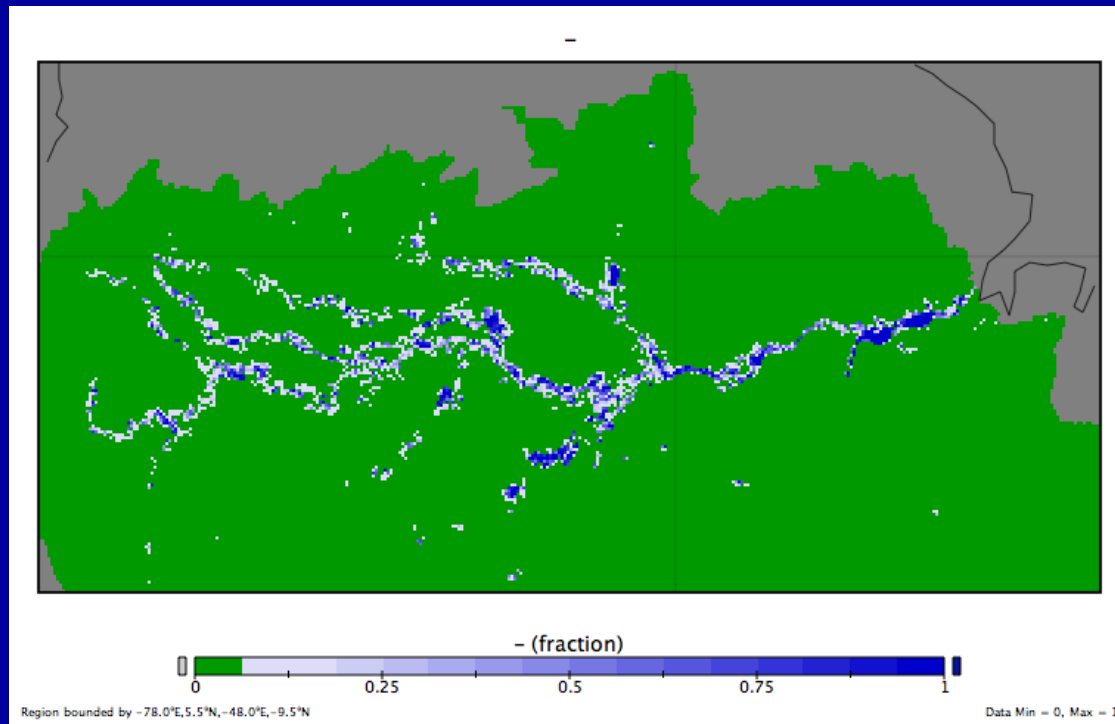 –
– (fraction)
0 0.25 0.5 0.75 1
Region bounded by –78.0°E,5.5°N,–48.0°E,–9.5°N Data Min = 0, Max = 1